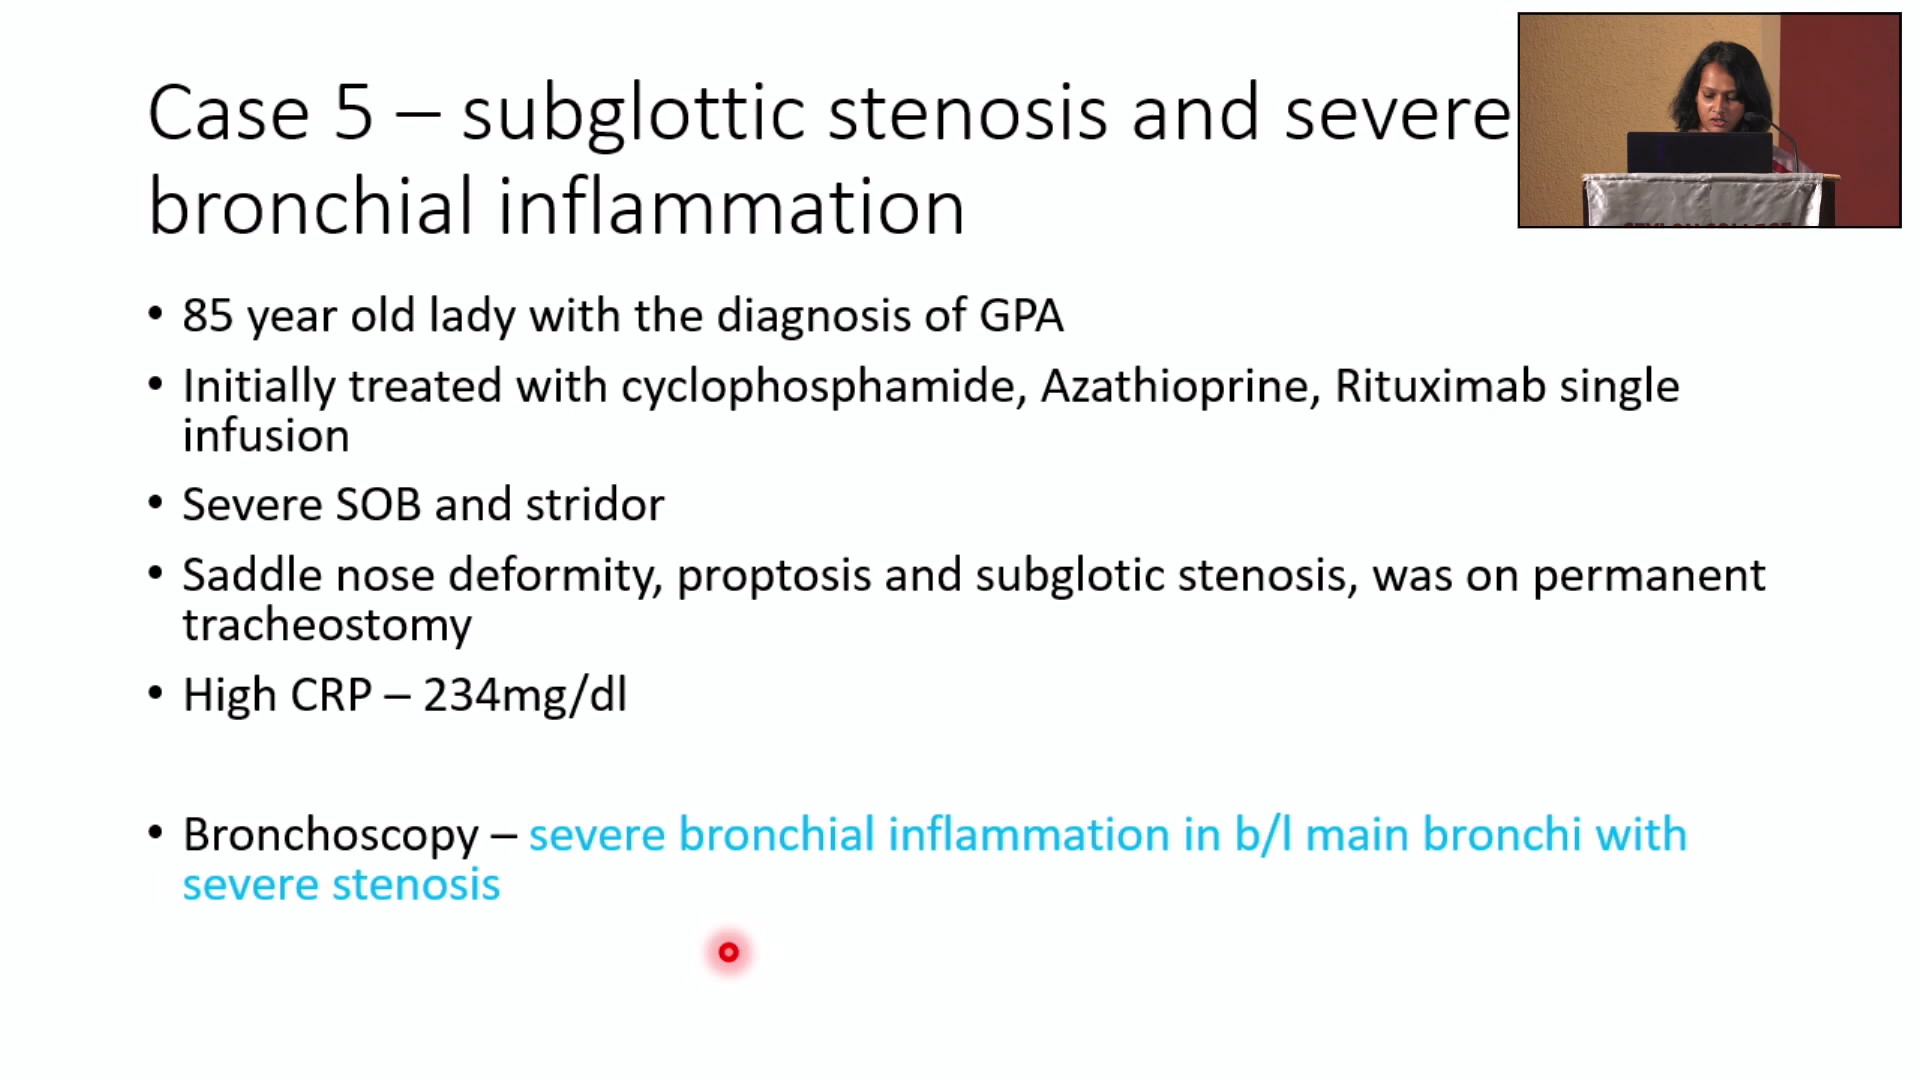 Case 5 – subglottic stenosis and severe
bronchial inflammation
• 85 year old lady with the diagnosis of GPA
• Initially treated with cyclophosphamide, Azathioprine, Rituximab single
infusion
• Severe SOB and stridor
• Saddle nose deformity, proptosis and subglotic stenosis, was on permanent
tracheostomy
• High CRP – 234mg/dl
• Bronchoscopy – severe bronchial inflammation in b/l main bronchi with
severe stenosis